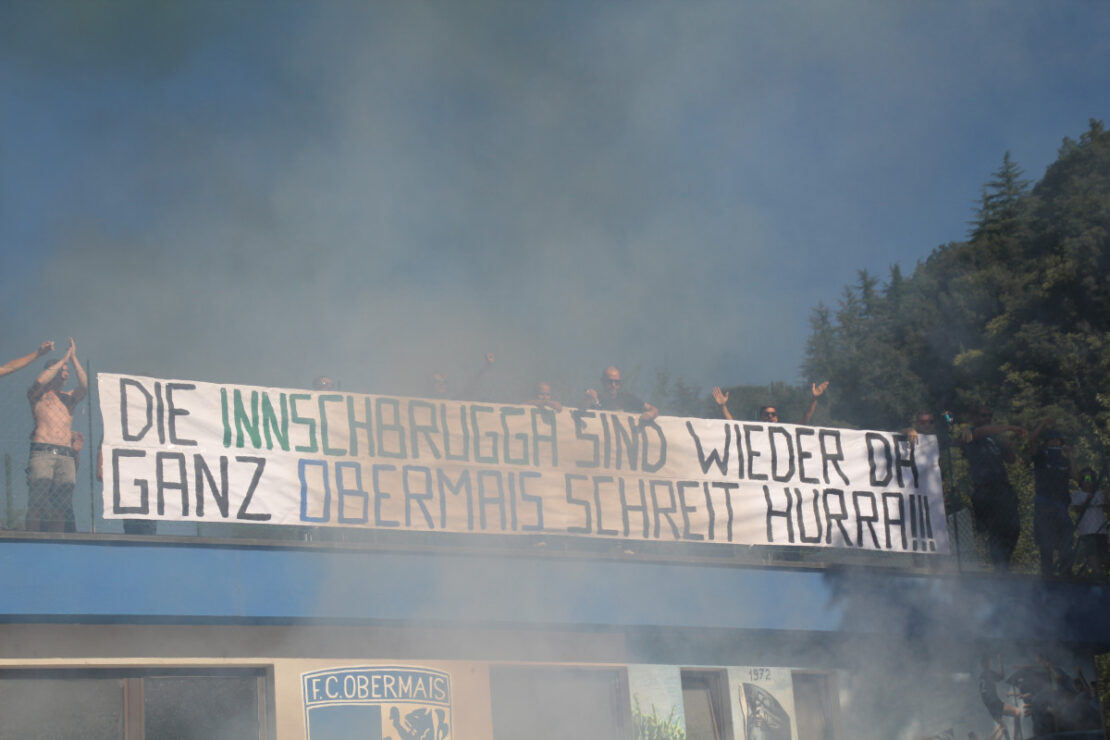 DIE INNSCHBRUGGA SIND WIEDER DA
GANZ OBERMAIS SCHREIT HURRA!!!
F.C.OBERMAIS
1972